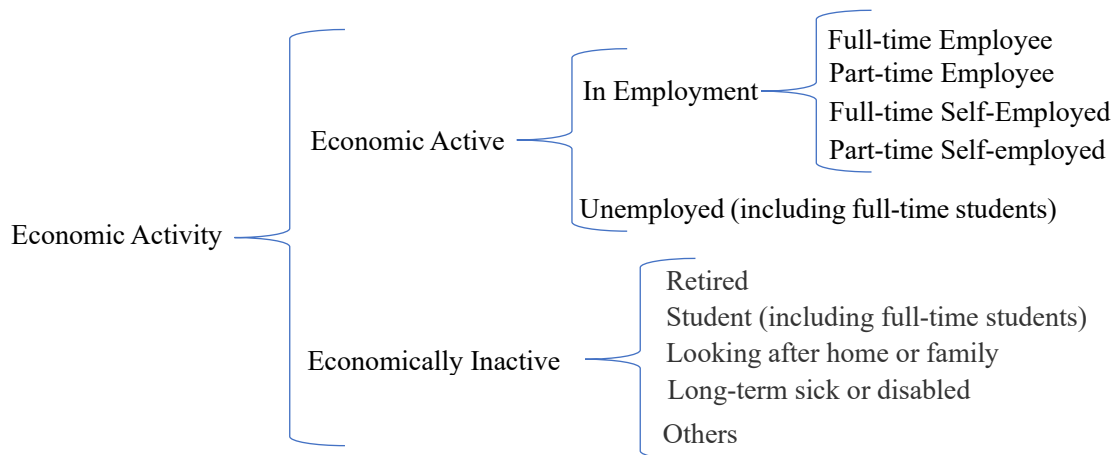 Full-time Employee
Part-time Employee
In Employment
Full-time Self-Employed
Economic Active
Part-time Self-employed
Unemployed (including full-time students)
Economic Activity
Retired
Student (including full-time students)
Looking after home or family
Economically Inactive
Long-term sick or disabled
Others